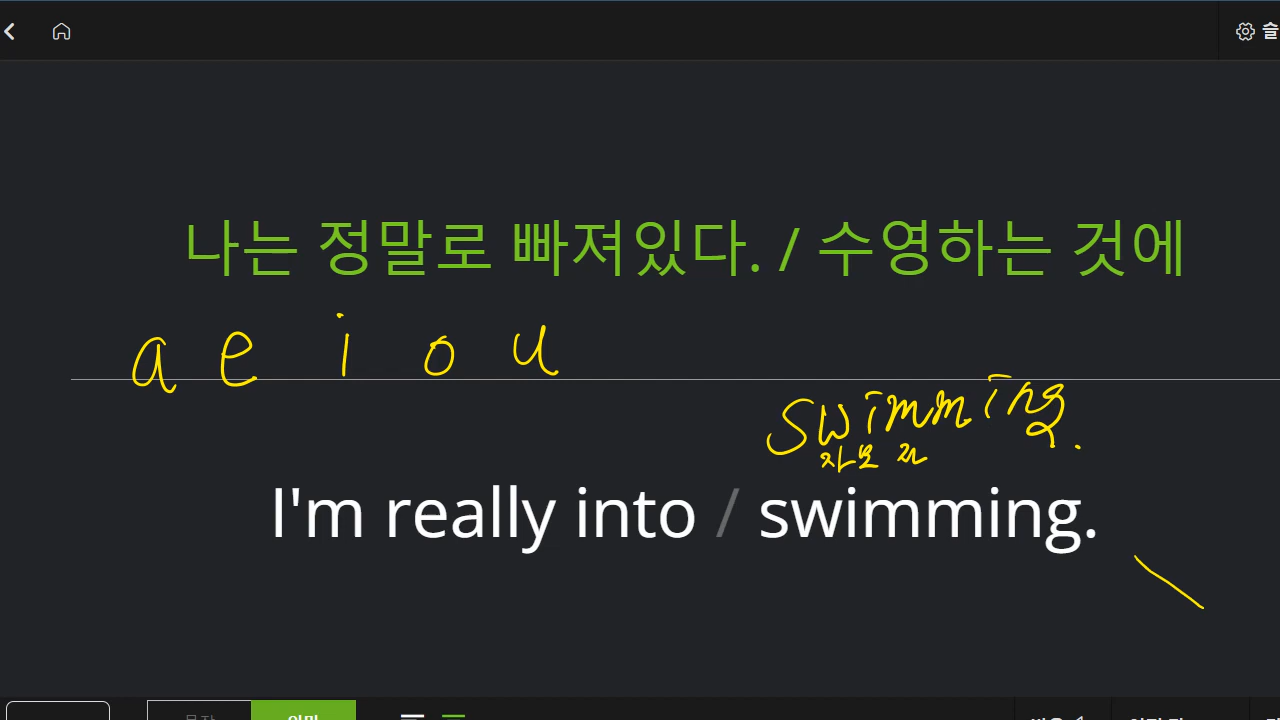 슬
나는 정말로 빠져있다. / 수영하는 것에
a e i o u
swimming.
자모자
I'm really into / swimming.